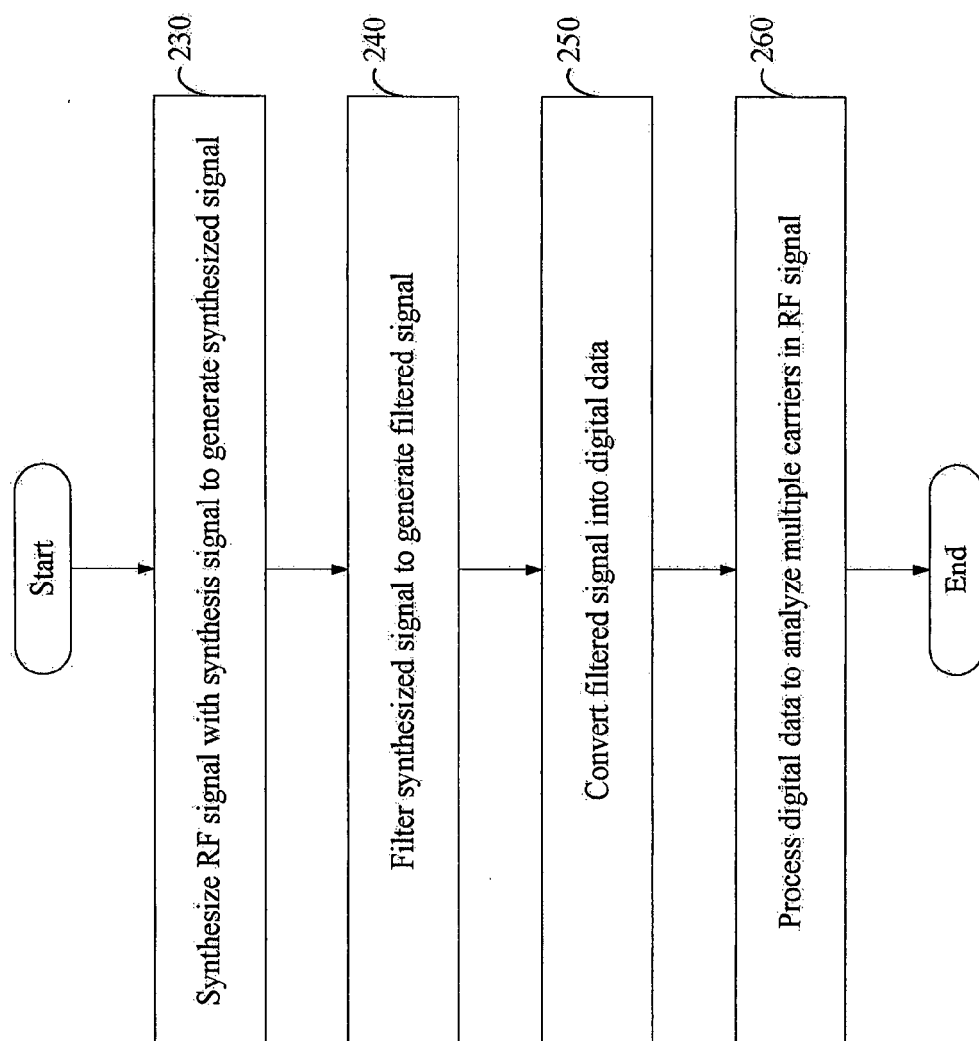 Start
230
Synthesize RF signal with synthesis signal to generate synthesized signal
240
Filter synthesized signal to generate filtered signal
250
Convert filtered signal into digital data
260
Process digital data to analyze multiple carriers in RF signal
End